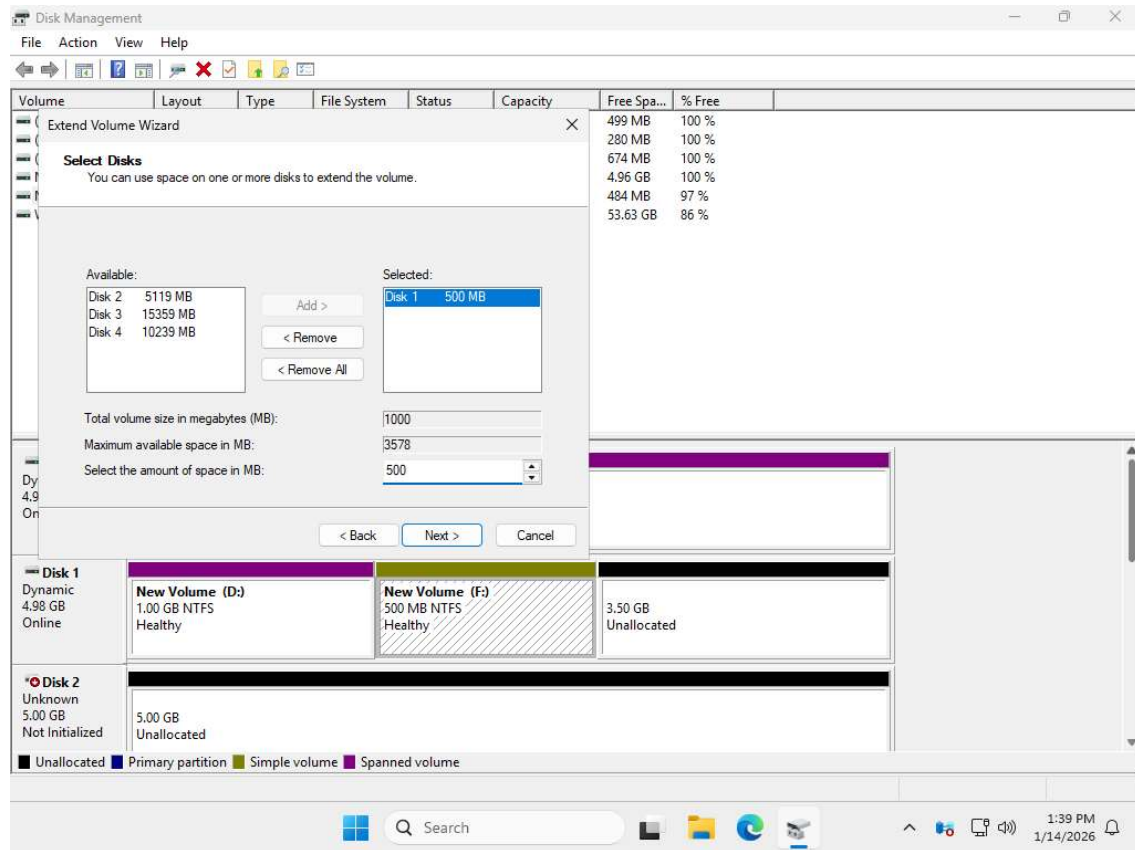 Disk Management
File Action View Help
Volume Layout Type File System Status Capacity Free Spa... % Free
499 MB 100 %
280 MB 100 %
674 MB 100 %
4.96 GB 100 %
484 MB 97 %
53.63 GB 86 %
Extend Volume Wizard
Select Disks
You can use space on one or more disks to extend the volume.
Available:
Disk 2 5119 MB
Disk 3 15359 MB
Disk 4 10239 MB
Add >
< Remove
< Remove All
Selected:
Disk 1 500 MB
Total volume size in megabytes (MB): 1000
Maximum available space in MB: 3578
Select the amount of space in MB: 500
< Back Next > Cancel
Dy
4.9
On
Disk 1
Dynamic
4.98 GB
Online
New Volume (D:)
1.00 GB NTFS
Healthy
New Volume (F:)
500 MB NTFS
Healthy
3.50 GB
Unallocated
Disk 2
Unknown
5.00 GB
Not Initialized
5.00 GB
Unallocated
Unallocated Primary partition Simple volume Spanned volume
Search
1:39 PM
1/14/2026